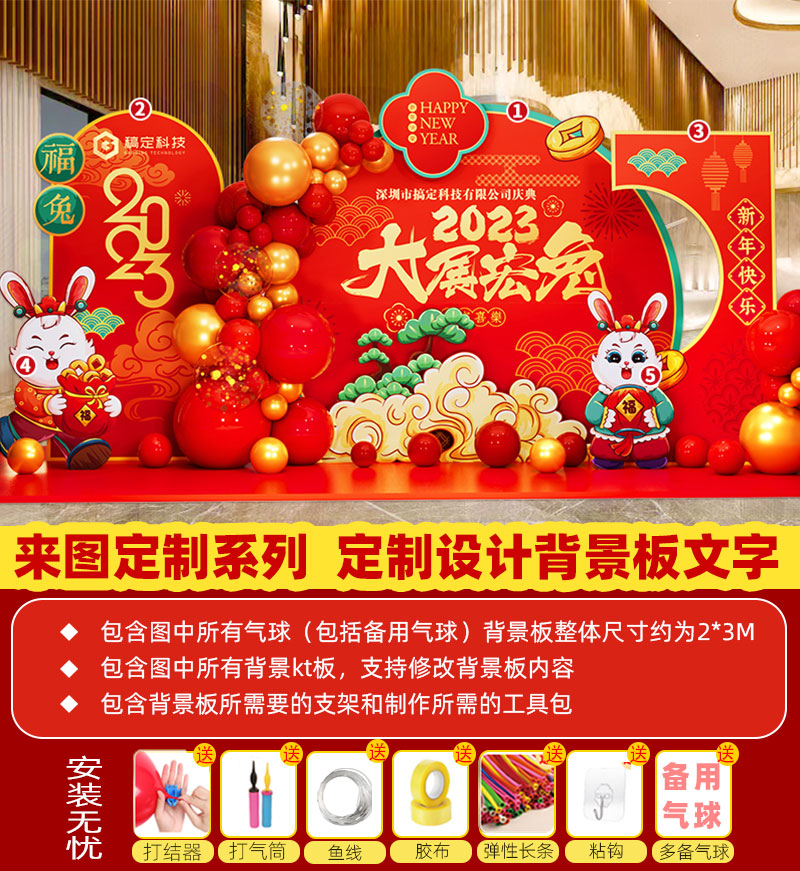 HAPPY
NEW
YEAR
①
②
③
福
兔
稿定科技
2023
深圳市搞定科技有限公司庆典
2023
大展宏兔
喜樂
新年快乐
④
福
⑤
福
来图定制系列 定制设计背景板文字
◆ 包含图中所有气球（包括备用气球）背景板整体尺寸约为2*3M
◆ 包含图中所有背景kt板，支持修改背景板内容
◆ 包含背景板所需要的支架和制作所需的工具包
安装无忧
送
送
送
送
送
送
送
备用
气球
打结器
打气筒
鱼线
胶布
弹性长条
粘钩
多备气球